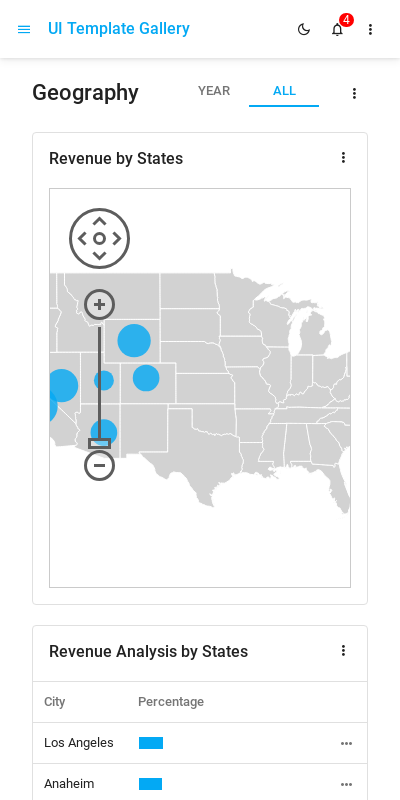 UI Template Gallery
4
Geography
YEAR
ALL
Revenue by States
Revenue Analysis by States
City
Percentage
Los Angeles
Anaheim